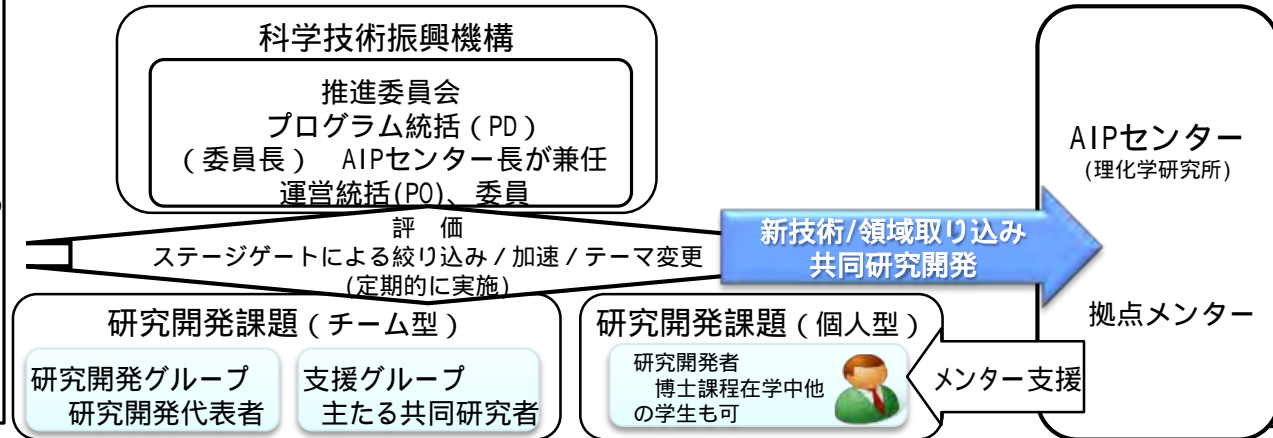 科学技術振興機構
推進委員会
プログラム統括(PD)
(委員長) AIPセンター長が兼任
運営統括(PO)、委員
評 価
ステージゲートによる絞り込み/加速/テーマ変更
(定期的に実施)
新技術/領域取り込み
共同研究開発
AIPセンター
(理化学研究所)
拠点メンター
研究開発課題(チーム型)
研究開発グループ
研究開発代表者
支援グループ
主たる共同研究者
研究開発課題(個人型)
研究開発者
博士課程在学中他
の学生も可
メンター支援